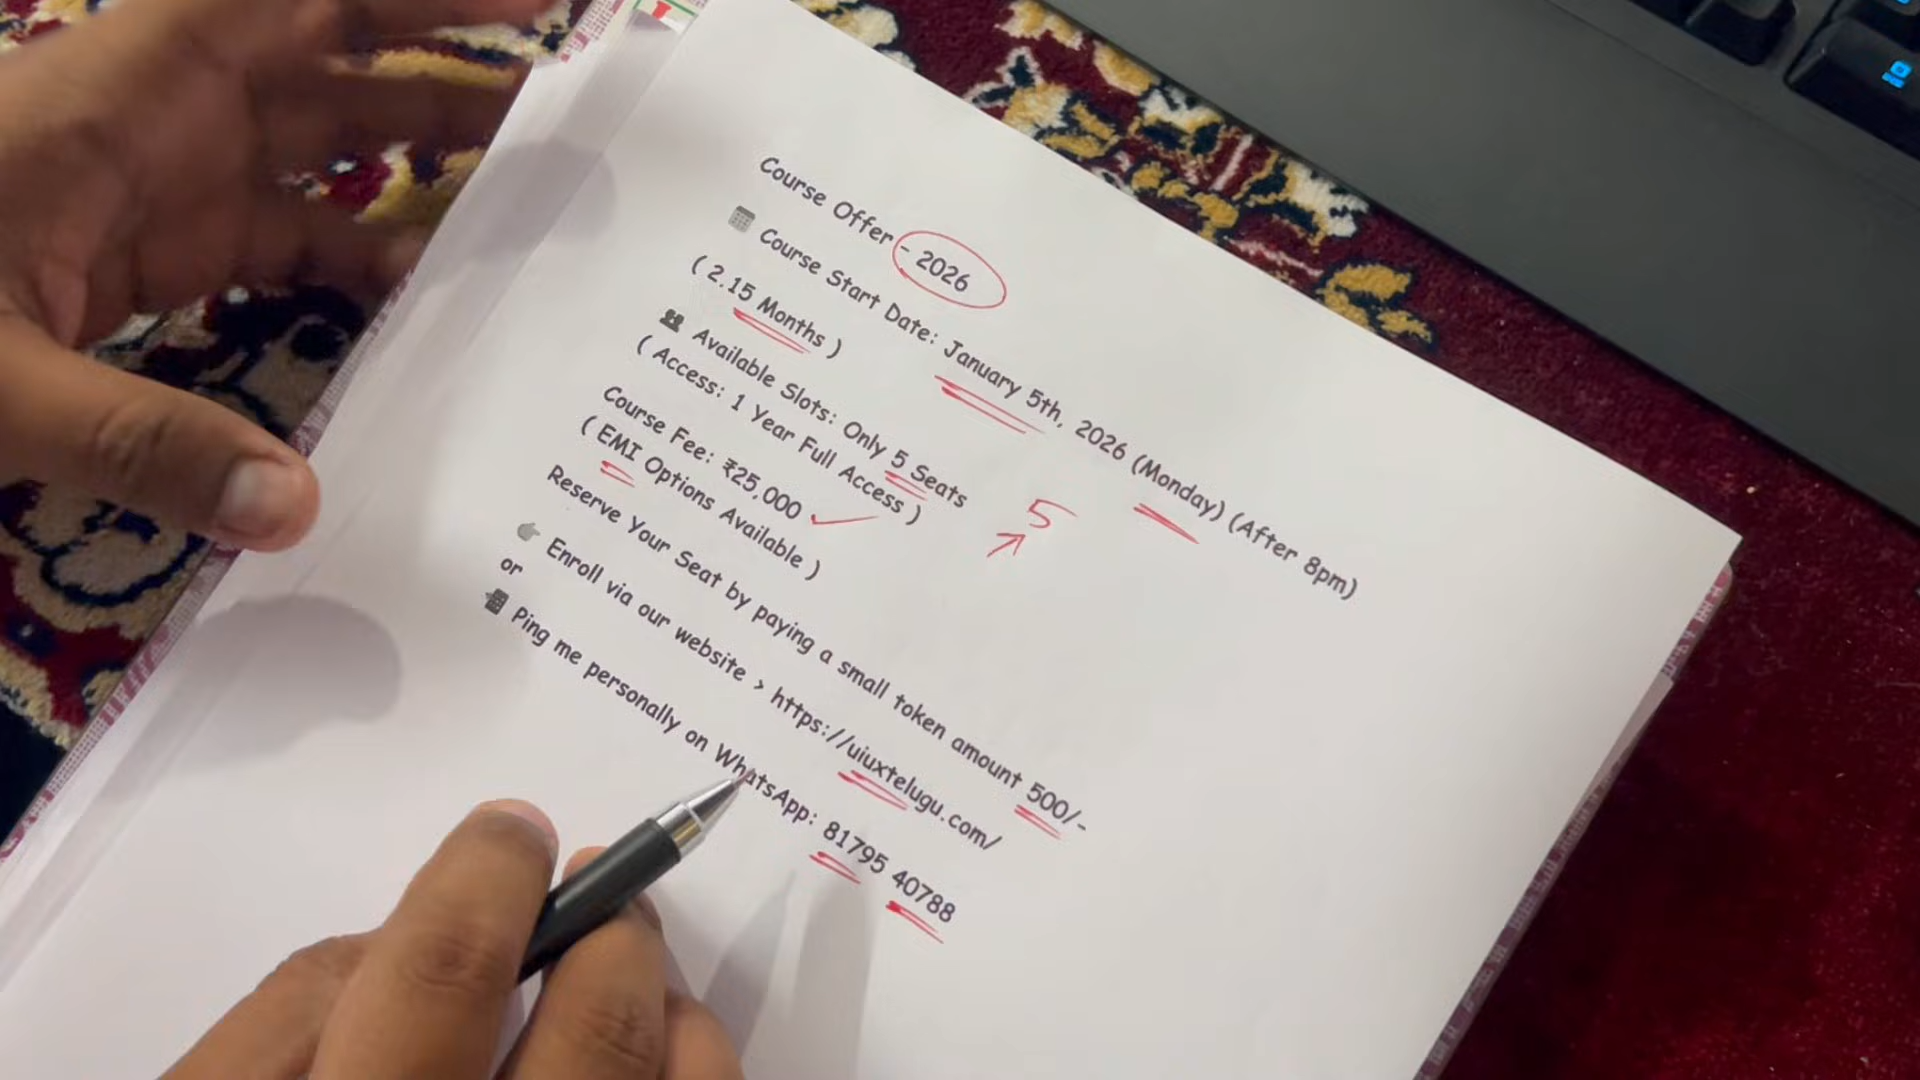 Course Offer - 2026
Course Start Date: January 5th, 2026 (Monday) (After 8pm)
( 2.15 Months )
Available Slots: Only 5 Seats
( Access: 1 Year Full Access )
5
Course Fee: ₹25,000
( EMI Options Available )
Reserve Your Seat by paying a small token amount 500/-
Enroll via our website > https://uiuxtelugu.com/
or
Ping me personally on WhatsApp: 81795 40788